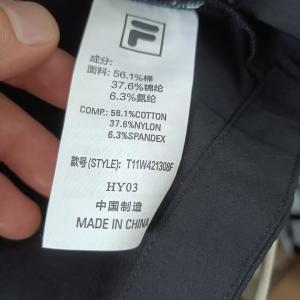 成分:
面料: 56.1%棉
37.6%锦纶
6.3%氨纶
COMP.: 56.1%COTTON
37.6%NYLON
6.3%SPANDEX
款号(STYLE): T11W421308F
HY03
中国制造
MADE IN CHINA